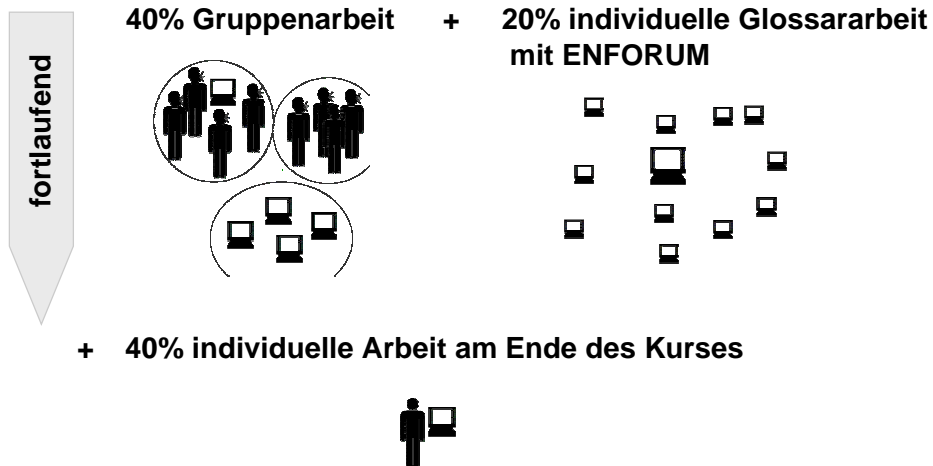 40% Gruppenarbeit + 20% individuelle Glossararbeit
mit ENFORUM
fortlaufend
+ 40% individuelle Arbeit am Ende des Kurses